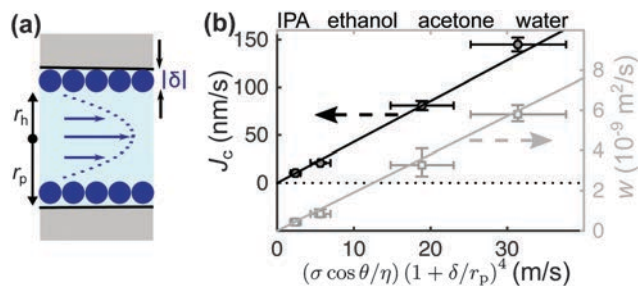 (a)
|δ|
r_h
r_p
(b)
IPA ethanol acetone water
J_c (nm/s)
150
100
50
0
8
6
4
2
0
w (10^-9 m^2/s)
0 10 20 30
(σ cos θ/η) (1 + δ/r_p)^4 (m/s)